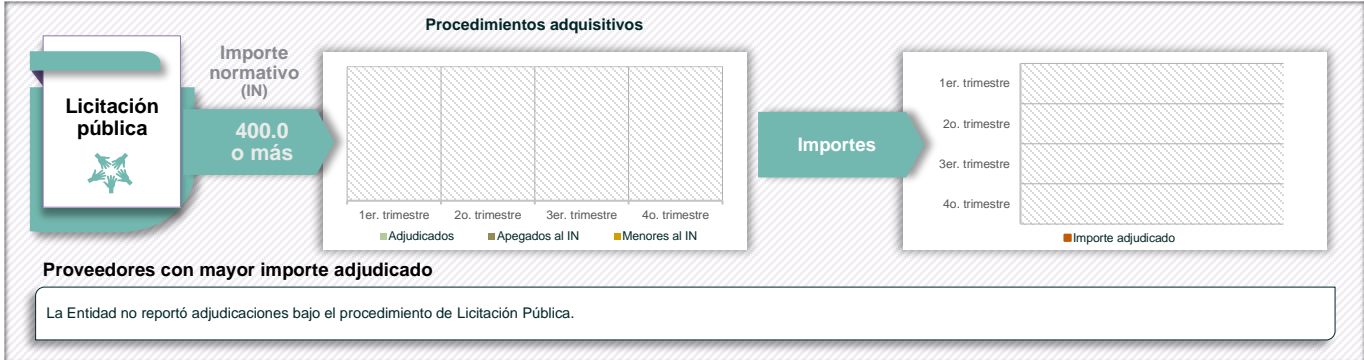 Procedimientos adquisitivos
Licitación
pública
Importe
normativo
(IN)
400.0
o más
1er. trimestre 2o. trimestre 3er. trimestre 4o. trimestre
Adjudicados Apegados al IN Menores al IN
Importes
1er. trimestre
2o. trimestre
3er. trimestre
4o. trimestre
Importe adjudicado
Proveedores con mayor importe adjudicado
La Entidad no reportó adjudicaciones bajo el procedimiento de Licitación Pública.